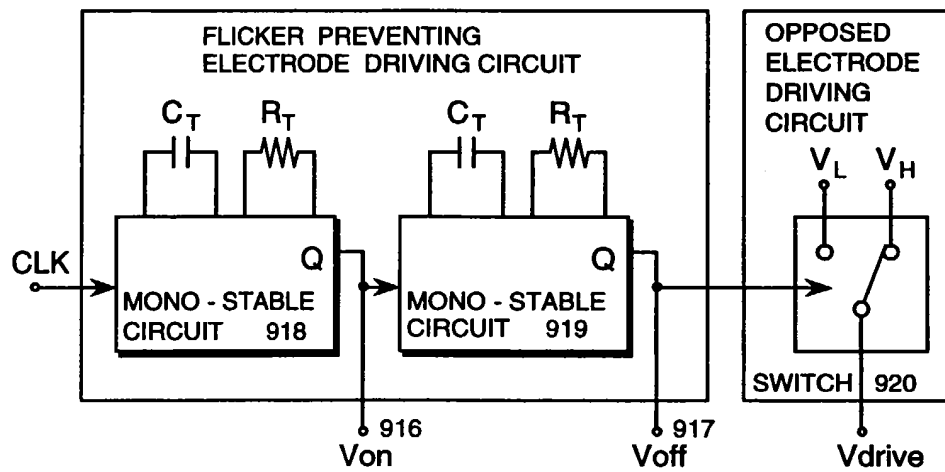 FLICKER PREVENTING
ELECTRODE DRIVING CIRCUIT
OPPOSED
ELECTRODE
DRIVING
CIRCUIT
CT RT CT RT
VL VH
CLK
Q
MONO - STABLE
CIRCUIT 918
Q
MONO - STABLE
CIRCUIT 919
SWITCH 920
916
Von
917
Voff
Vdrive